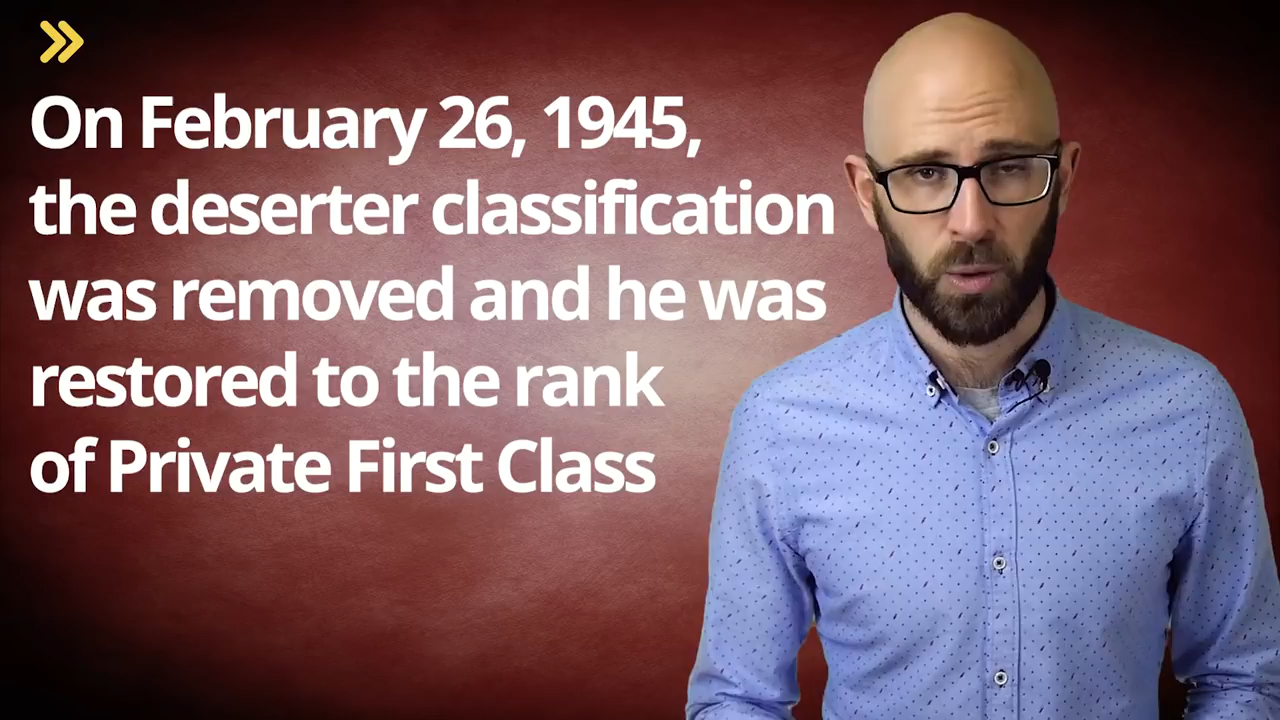 On February 26, 1945,
the deserter classification
was removed and he was
restored to the rank
of Private First Class